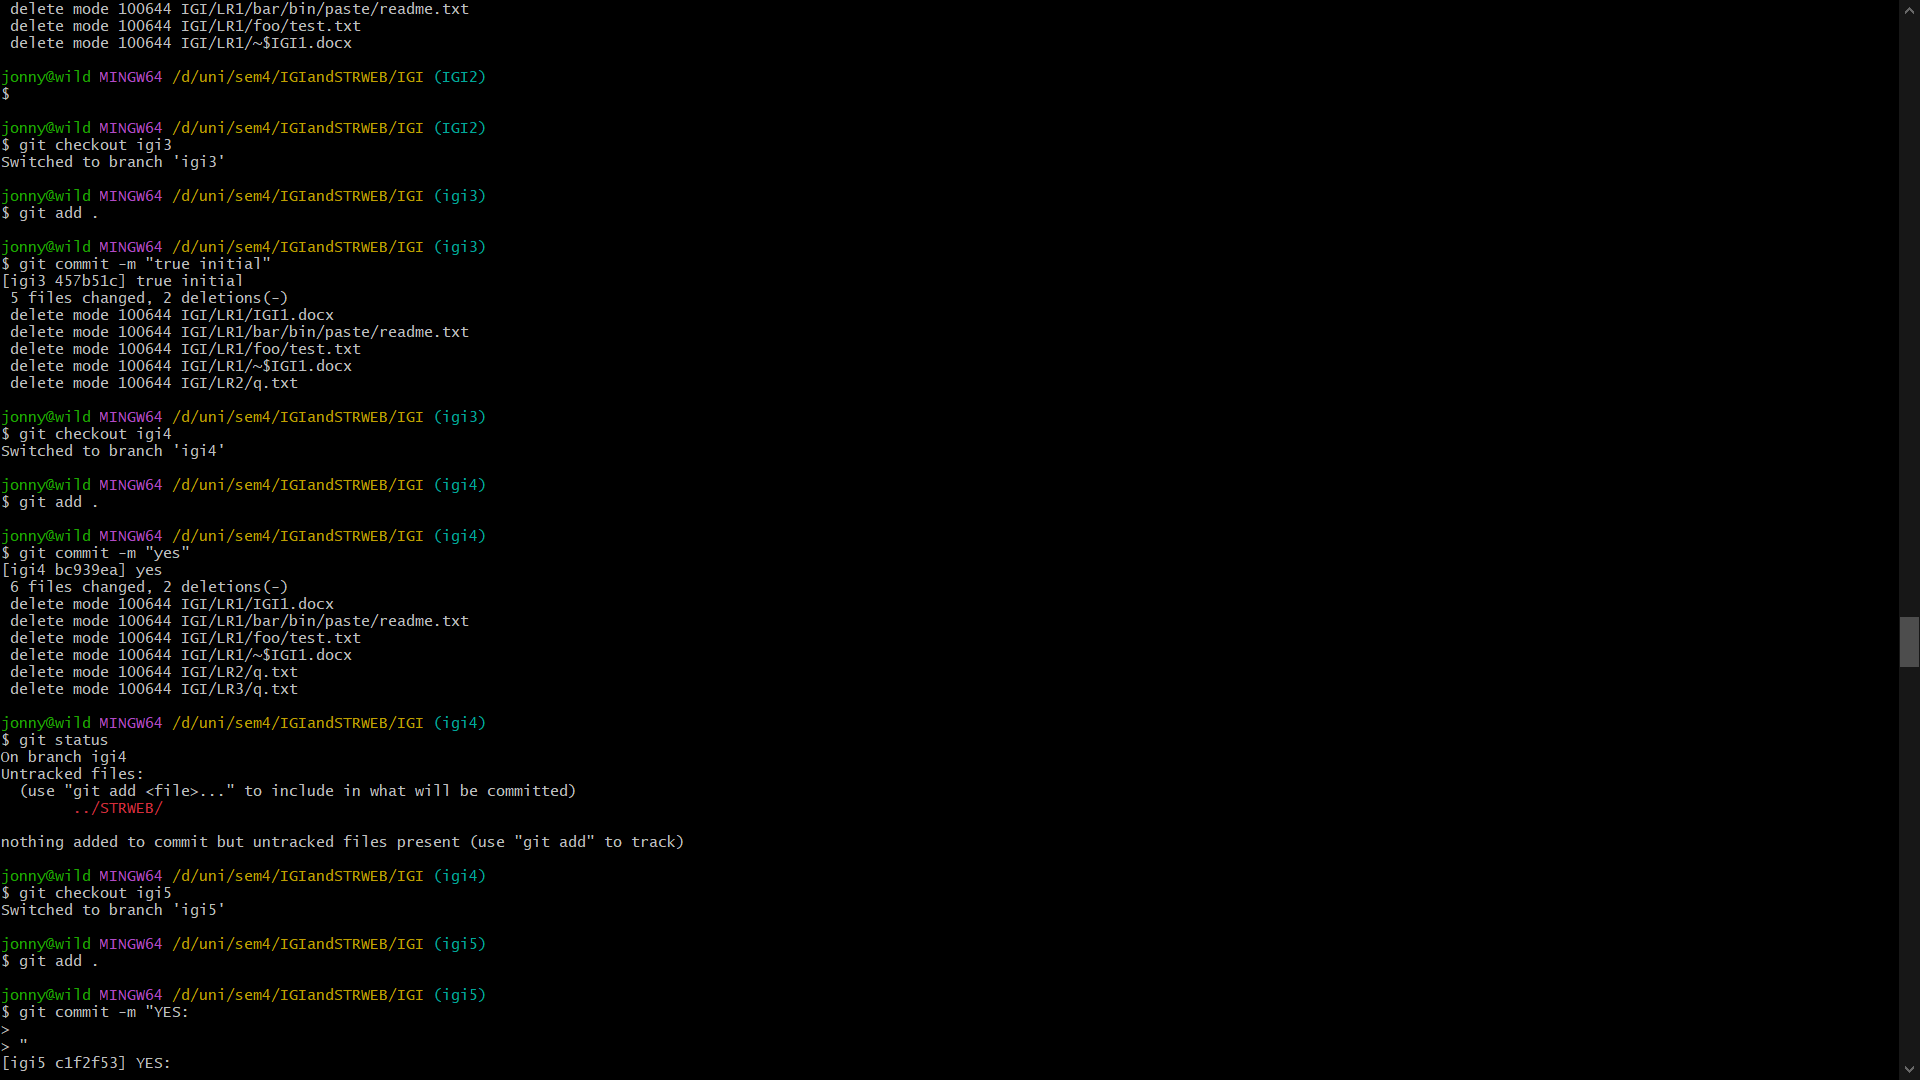 delete mode 100644 IGI/LR1/bar/bin/paste/readme.txt
delete mode 100644 IGI/LR1/foo/test.txt
delete mode 100644 IGI/LR1/~$IGI1.docx
jonny@wild MINGW64 /d/uni/sem4/IGIandSTRWEB/IGI (IGI2)
$
jonny@wild MINGW64 /d/uni/sem4/IGIandSTRWEB/IGI (IGI2)
$ git checkout igi3
Switched to branch 'igi3'
jonny@wild MINGW64 /d/uni/sem4/IGIandSTRWEB/IGI (igi3)
$ git add .
jonny@wild MINGW64 /d/uni/sem4/IGIandSTRWEB/IGI (igi3)
$ git commit -m "true initial"
[igi3 457b51c] true initial
5 files changed, 2 deletions(-)
delete mode 100644 IGI/LR1/IGI1.docx
delete mode 100644 IGI/LR1/bar/bin/paste/readme.txt
delete mode 100644 IGI/LR1/foo/test.txt
delete mode 100644 IGI/LR1/~$IGI1.docx
delete mode 100644 IGI/LR2/q.txt
jonny@wild MINGW64 /d/uni/sem4/IGIandSTRWEB/IGI (igi3)
$ git checkout igi4
Switched to branch 'igi4'
jonny@wild MINGW64 /d/uni/sem4/IGIandSTRWEB/IGI (igi4)
$ git add .
jonny@wild MINGW64 /d/uni/sem4/IGIandSTRWEB/IGI (igi4)
$ git commit -m "yes"
[igi4 bc939ea] yes
6 files changed, 2 deletions(-)
delete mode 100644 IGI/LR1/IGI1.docx
delete mode 100644 IGI/LR1/bar/bin/paste/readme.txt
delete mode 100644 IGI/LR1/foo/test.txt
delete mode 100644 IGI/LR1/~$IGI1.docx
delete mode 100644 IGI/LR2/q.txt
delete mode 100644 IGI/LR3/q.txt
jonny@wild MINGW64 /d/uni/sem4/IGIandSTRWEB/IGI (igi4)
$ git status
On branch igi4
Untracked files:
(use "git add <file>..." to include in what will be committed)
../STRWEB/
nothing added to commit but untracked files present (use "git add" to track)
jonny@wild MINGW64 /d/uni/sem4/IGIandSTRWEB/IGI (igi4)
$ git checkout igi5
Switched to branch 'igi5'
jonny@wild MINGW64 /d/uni/sem4/IGIandSTRWEB/IGI (igi5)
$ git add .
jonny@wild MINGW64 /d/uni/sem4/IGIandSTRWEB/IGI (igi5)
$ git commit -m "YES:
>
> "
[igi5 c1f2f53] YES: